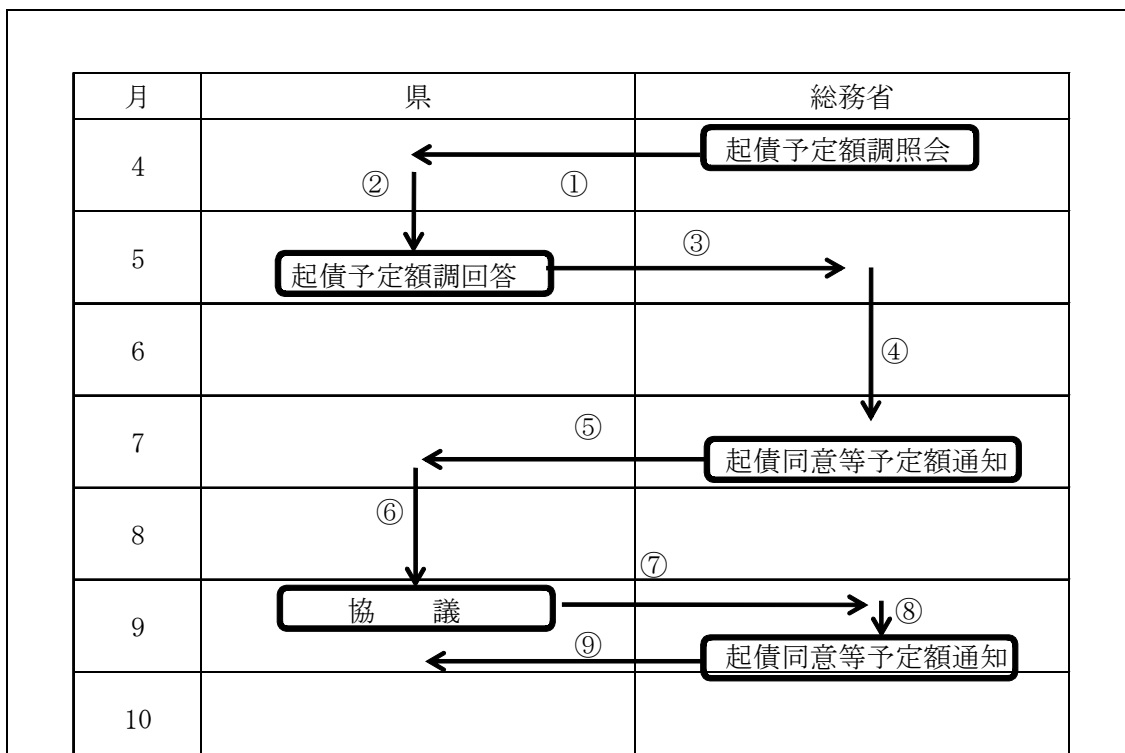 月 県 総務省
4 起債予定額調照会
② ①
5 起債予定額調回答 ③
6 ④
7 ⑤ 起債同意等予定額通知
8 ⑥
⑦
9 協 議 ⑧
⑨ 起債同意等予定額通知
10